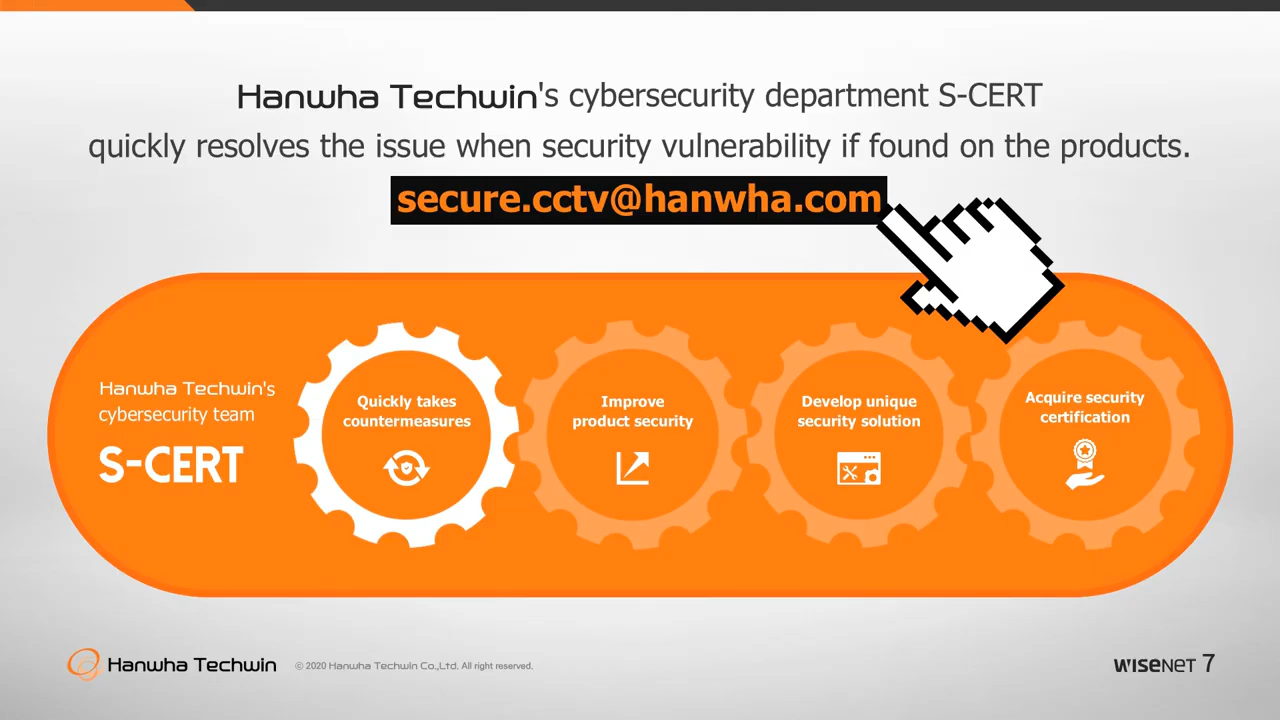 Hanwha Techwin's cybersecurity department S-CERT
quickly resolves the issue when security vulnerability if found on the products.
secure.cctv@hanwha.com
Hanwha Techwin's
cybersecurity team
S-CERT
Quickly takes
countermeasures
Improve
product security
Develop unique
security solution
Acquire security
certification
Hanwha Techwin
© 2020 Hanwha Techwin Co.,Ltd. All right reserved.
WISENET 7